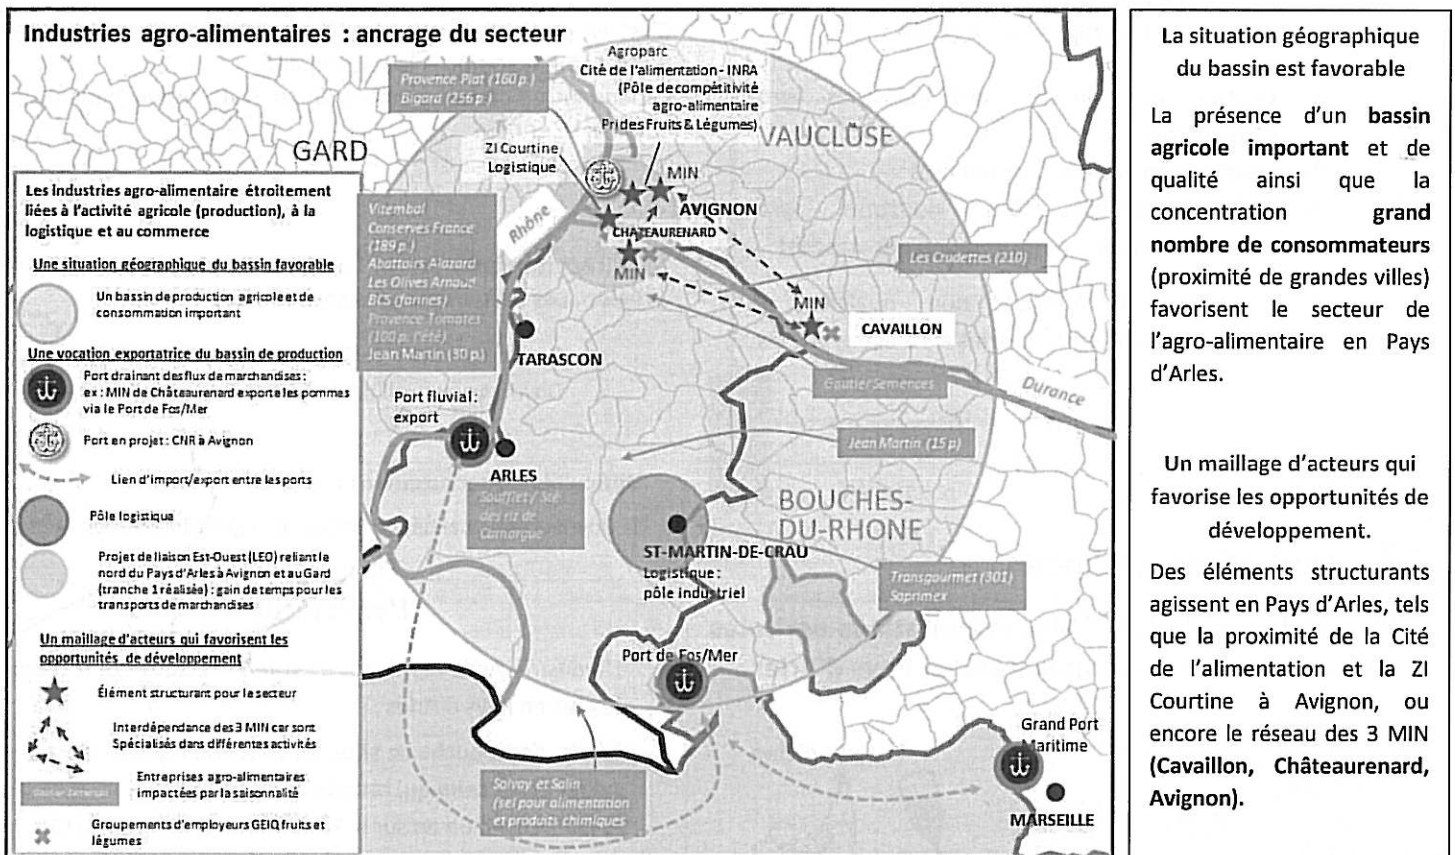 Industries agro-alimentaires : ancrage du secteur
Agroparc
Cité de l'alimentation - INRA
(Pôle de compétitivité
agro-alimentaire
Prides Fruits & Légumes)
Provence Plat (160 p.)
Bigard (256 p.)
GARD
VAUCLUSE
ZI Courtine
Logistique
MIN
AVIGNON
CHATEAURENARD
MIN
Rhône
Vitembal
Conserves France
(189 p.)
Abattoirs Alazard
Les Olives Arnaud
BCS (farines)
Provence Tomates
(100 p. l'été)
Jean Martin (30 p.)
Les Crudettes (210)
MIN
CAVAILLON
TARASCON
Gautier Semences
Durance
Port fluvial :
export
ARLES
Jean Martin (15 p)
Soufflet / Sté
des riz de
Camargue
BOUCHES-
DU-RHONE
ST-MARTIN-DE-CRAU
Logistique :
pôle industriel
Transgourmet (301)
Soprimex
Port de Fos/Mer
Grand Port
Maritime
MARSEILLE
Salvay et Salin
(sel pour alimentation
et produits chimiques
Les Industries agro-alimentaire étroitement
liées à l'activité agricole (production), à la
logistique et au commerce
Une situation géographique du bassin favorable
Un bassin de production agricole et de
consommation important
Une vocation exportatrice du bassin de production
Port drainant des flux de marchandises :
ex : MIN de Châteaurenard exporte les pommes
via le Port de Fos/Mer
Port en projet : CNR à Avignon
Lien d'import/export entre les ports
Pôle logistique
Projet de liaison Est-Ouest (LEO) reliant le
nord du Pays d'Arles à Avignon et au Gard
(tranche 1 réalisée) : gain de temps pour les
transports de marchandises
Un maillage d'acteurs qui favorisent les
opportunités de développement
Élément structurant pour le secteur
Interdépendance des 3 MIN car sont
Spécialisés dans différentes activités
Gautier Semences
Entreprises agro-alimentaires
impactées par la saisonnalité
Groupements d'employeurs GEIQ fruits et
légumes
La situation géographique
du bassin est favorable
La présence d'un bassin
agricole important et de
qualité ainsi que la
concentration grand
nombre de consommateurs
(proximité de grandes villes)
favorisent le secteur de
l'agro-alimentaire en Pays
d'Arles.
Un maillage d'acteurs qui
favorise les opportunités de
développement.
Des éléments structurants
agissent en Pays d'Arles, tels
que la proximité de la Cité
de l'alimentation et la ZI
Courtine à Avignon, ou
encore le réseau des 3 MIN
(Cavaillon, Châteaurenard,
Avignon).